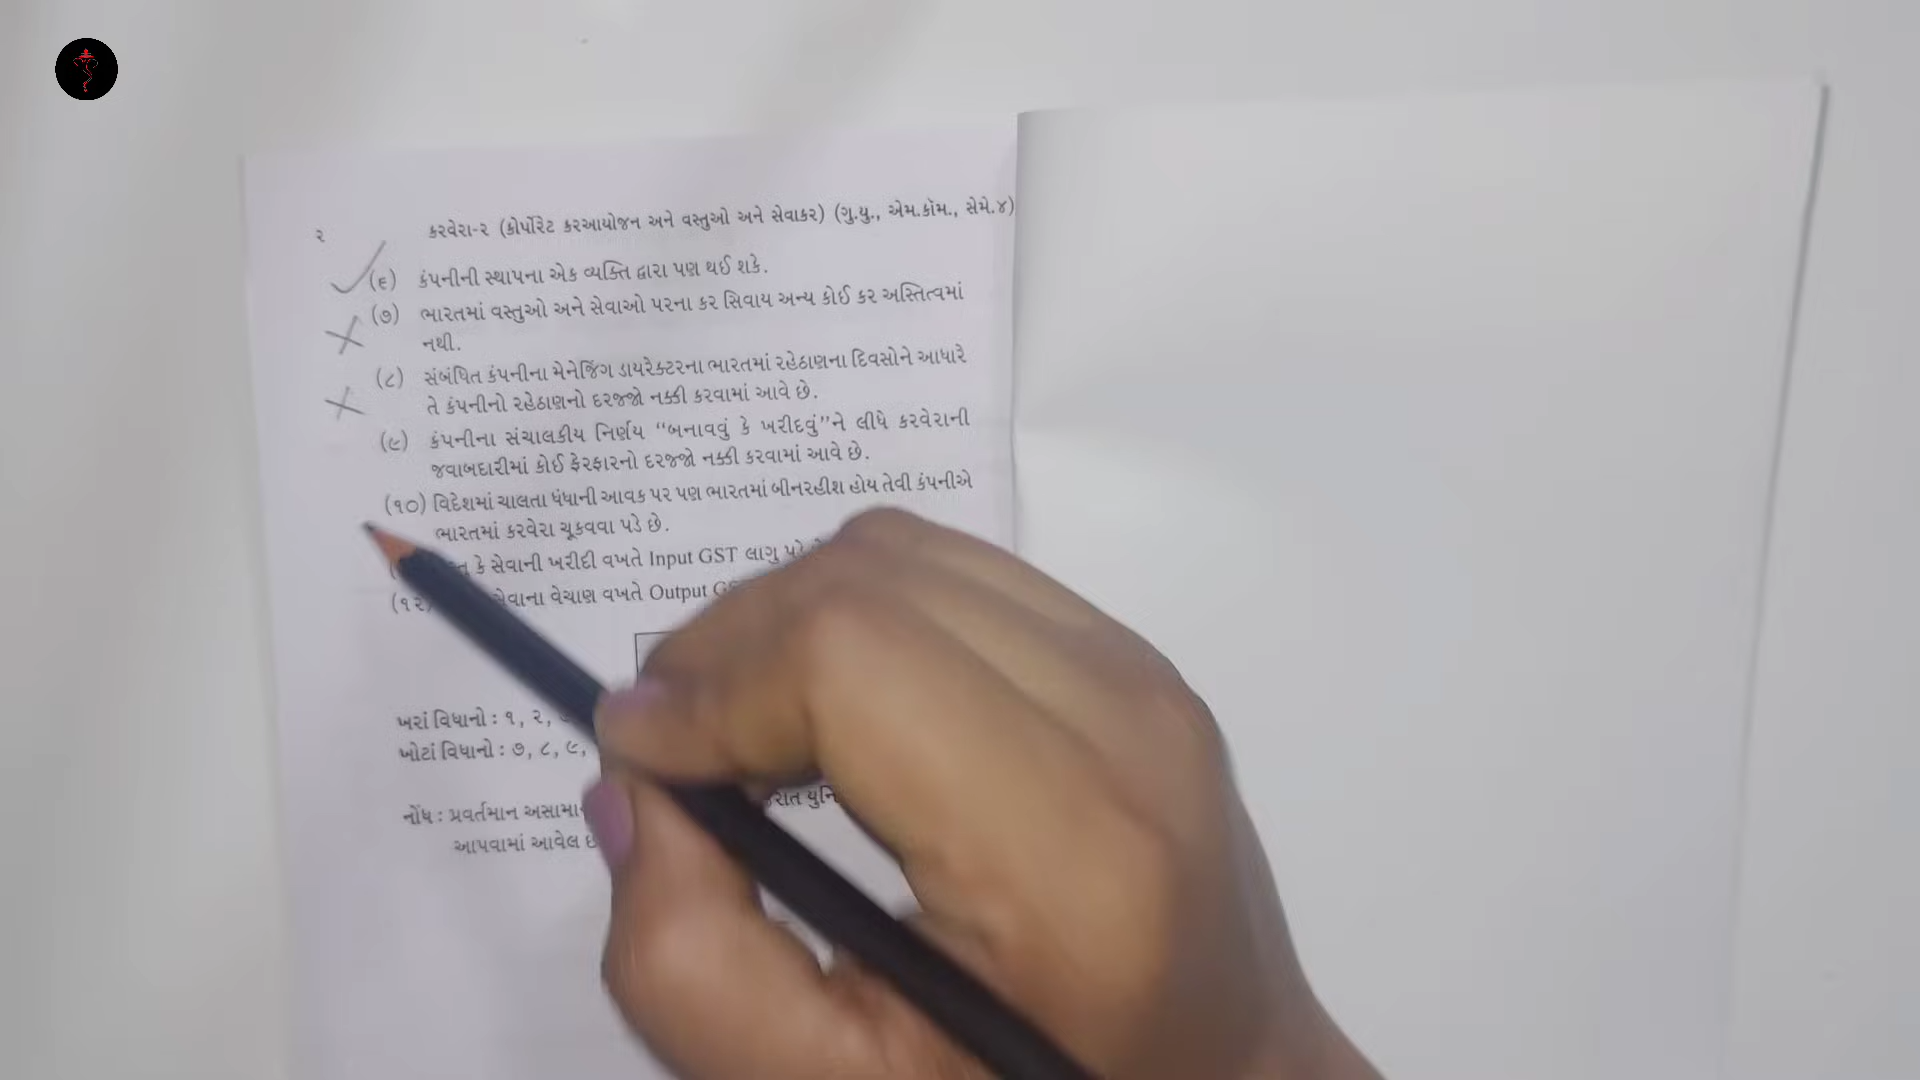 ૨ કરવેરા-૨ (કોર્પોરેટ કરઆયોજન અને વસ્તુઓ અને સેવાકર) (ગુ.યુ., એમ.કૉમ., સેમે.૪)
(૬) કંપનીની સ્થાપના એક વ્યક્તિ દ્વારા પણ થઈ શકે.
(૭) ભારતમાં વસ્તુઓ અને સેવાઓ પરના કર સિવાય અન્ય કોઈ કર અસ્તિત્વમાં
નથી.
(૮) સંબંધિત કંપનીના મેનેજિંગ ડાયરેક્ટરના ભારતમાં રહેઠાણના દિવસોને આધારે
તે કંપનીનો રહેઠાણનો દરજ્જો નક્કી કરવામાં આવે છે.
(૯) કંપનીના સંચાલકીય નિર્ણય “બનાવવું કે ખરીદવું”ને લીધે કરવેરાની
જવાબદારીમાં કોઈ ફેરફારનો દરજ્જો નક્કી કરવામાં આવે છે.
(૧૦) વિદેશમાં ચાલતા ધંધાની આવક પર પણ ભારતમાં બીનરહીશ હોય તેવી કંપનીએ
ભારતમાં કરવેરા ચૂકવવા પડે છે.
કે સેવાની ખરીદી વખતે Input GST લાગુ પડે
(૧૨) સેવાના વેચાણ વખતે Output
ખરાં વિધાનો : ૧, ૨,
ખોટાં વિધાનો : ૭, ૮, ૯,
નોંધ : પ્રવર્તમાન
આપવામાં આવેલ